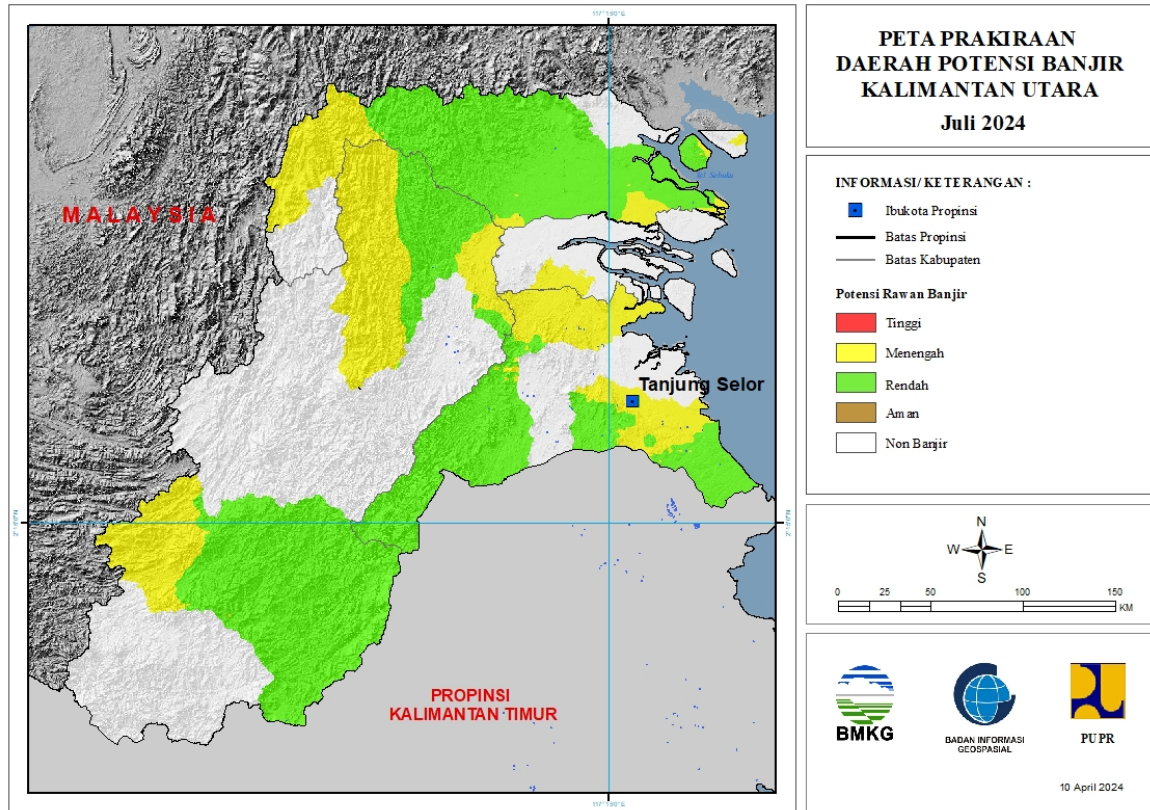 PETA PRAKIRAAN
DAERAH POTENSI BANJIR
KALIMANTAN UTARA
Juli 2024
INFORMASI/ KETERANGAN :
Ibukota Propinsi
Batas Propinsi
Batas Kabupaten
Potensi Rawan Banjir
Tinggi
Menengah
Rendah
Aman
Non Banjir
N
W E
S
0 25 50 100 150
KM
BMKG
BADAN INFORMASI
GEOSPASIAL
PUPR
10 April 2024
MALAYSIA
Tanjung Selor
PROPINSI
KALIMANTAN TIMUR